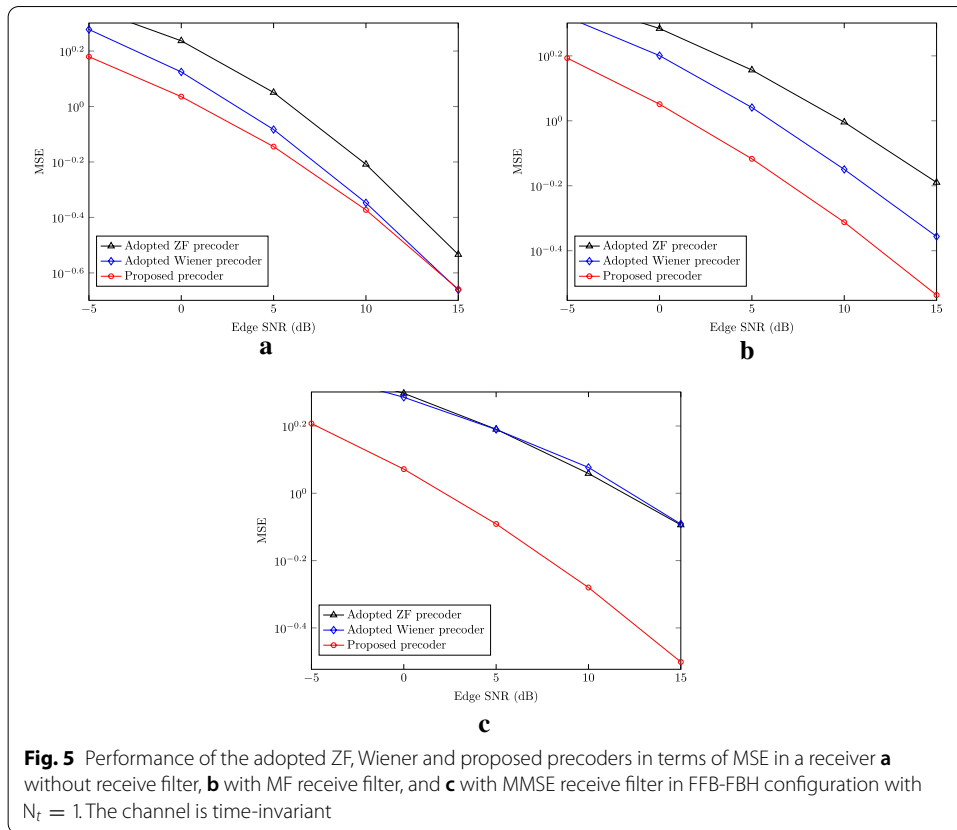 MSE
10^0.2
10^0
10^−0.2
10^−0.4
10^−0.6
Adopted ZF precoder
Adopted Wiener precoder
Proposed precoder
−5 0 5 10 15
Edge SNR (dB)
a
MSE
10^0.2
10^0
10^−0.2
10^−0.4
Adopted ZF precoder
Adopted Wiener precoder
Proposed precoder
−5 0 5 10 15
Edge SNR (dB)
b
MSE
10^0.2
10^0
10^−0.2
10^−0.4
Adopted ZF precoder
Adopted Wiener precoder
Proposed precoder
−5 0 5 10 15
Edge SNR (dB)
c
Fig. 5 Performance of the adopted ZF, Wiener and proposed precoders in terms of MSE in a receiver a
without receive filter, b with MF receive filter, and c with MMSE receive filter in FFB-FBH configuration with
N_t = 1. The channel is time-invariant